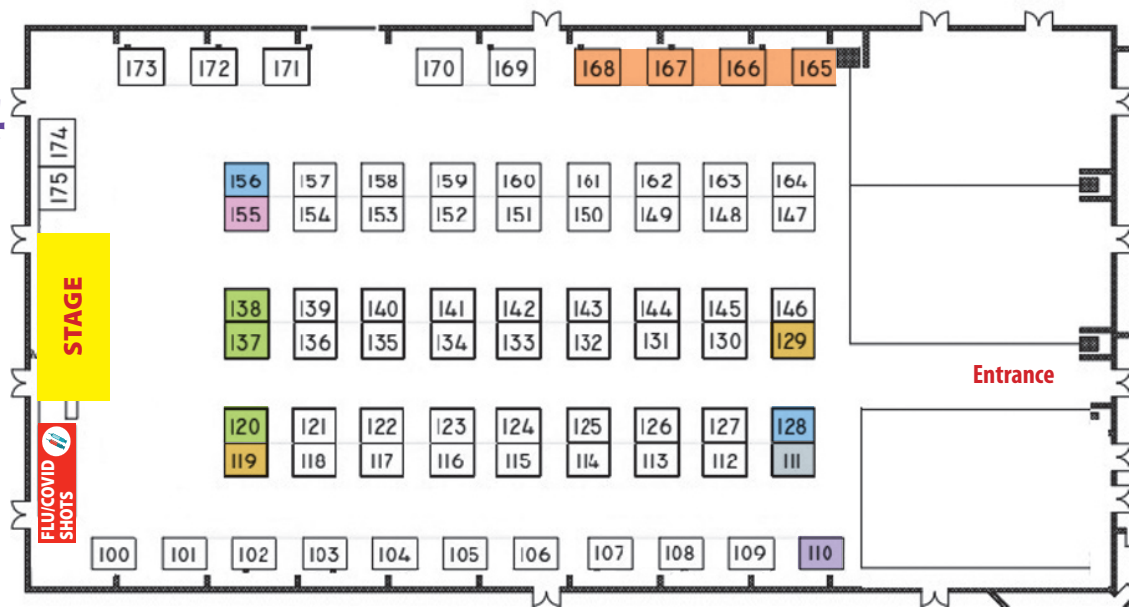 173 172 171 170 169 168 167 166 165
174
175
156 157 158 159 160 161 162 163 164
155 154 153 152 151 150 149 148 147
STAGE
138 139 140 141 142 143 144 145 146
137 136 135 134 133 132 131 130 129
Entrance
120 121 122 123 124 125 126 127 128
119 118 117 116 115 114 113 112 111
FLU/COVID
SHOTS
100 101 102 103 104 105 106 107 108 109 110